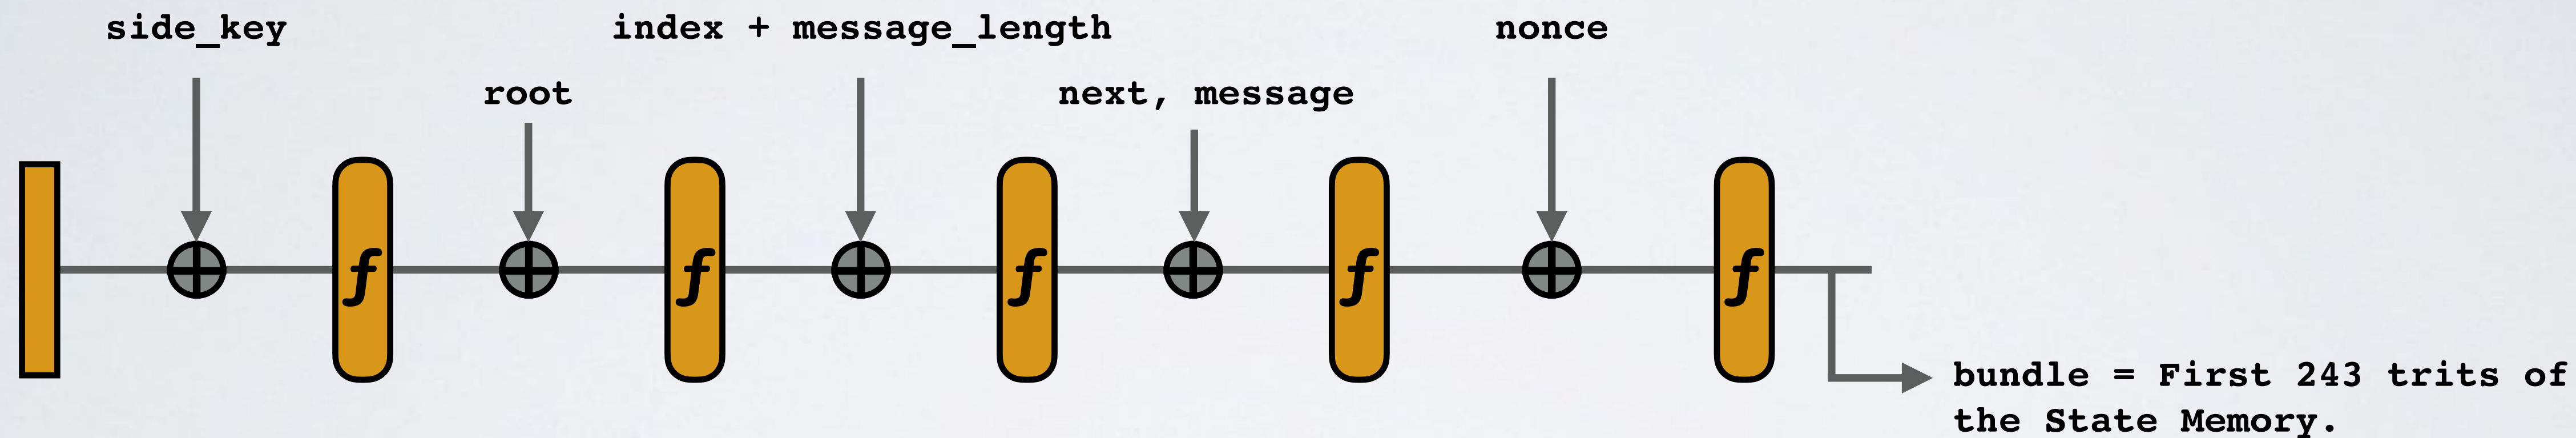 side_key
index + message_length
nonce
root
next, message
f
f
f
f
f
bundle = First 243 trits of
the State Memory.